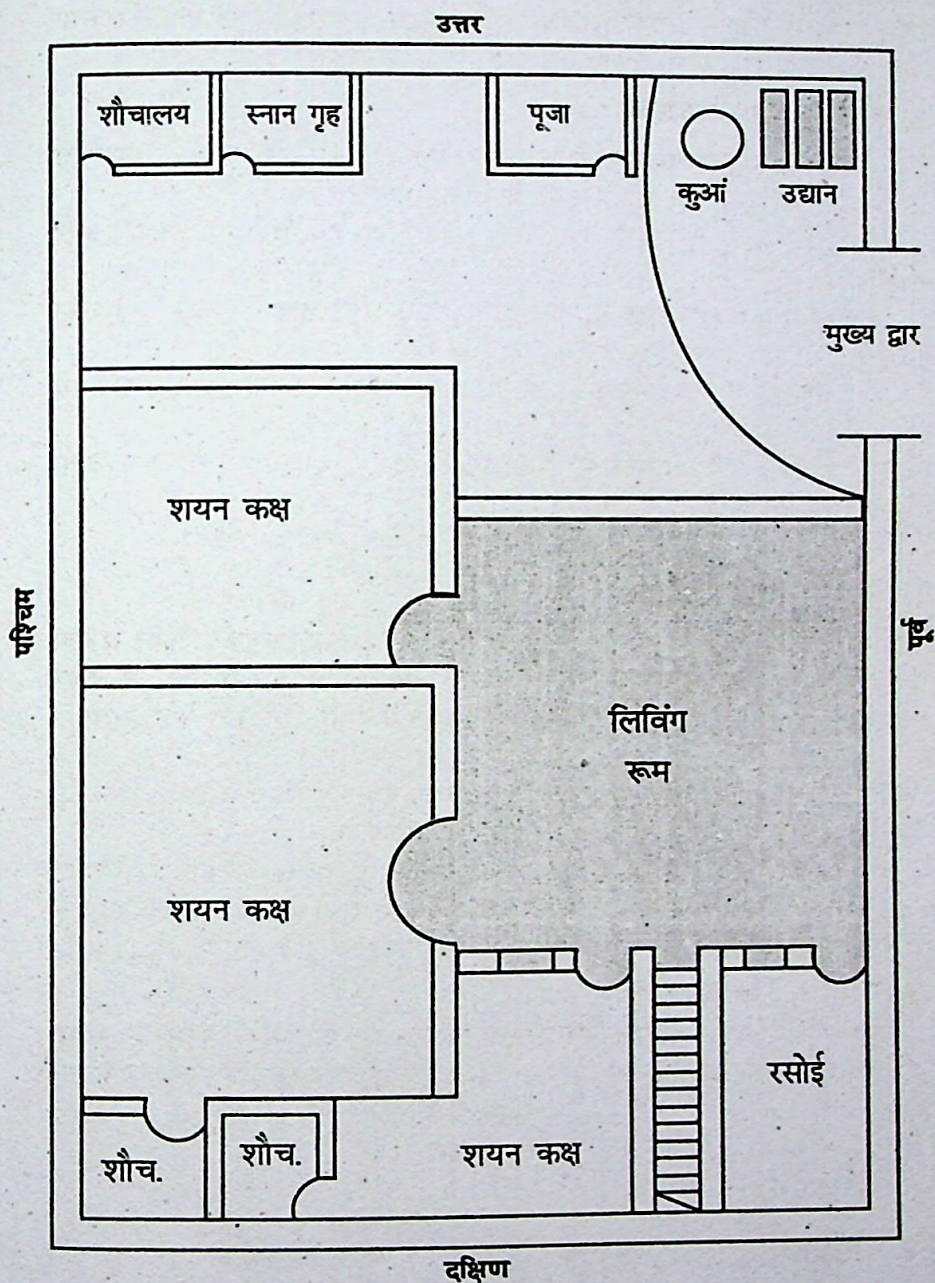 उत्तर
शौचालय
स्नान गृह
पूजा
कुआं
उद्यान
मुख्य द्वार
शयन कक्ष
पश्चिम
पूर्व
लिविंग
रूम
शयन कक्ष
रसोई
शौच.
शौच.
शयन कक्ष
दक्षिण